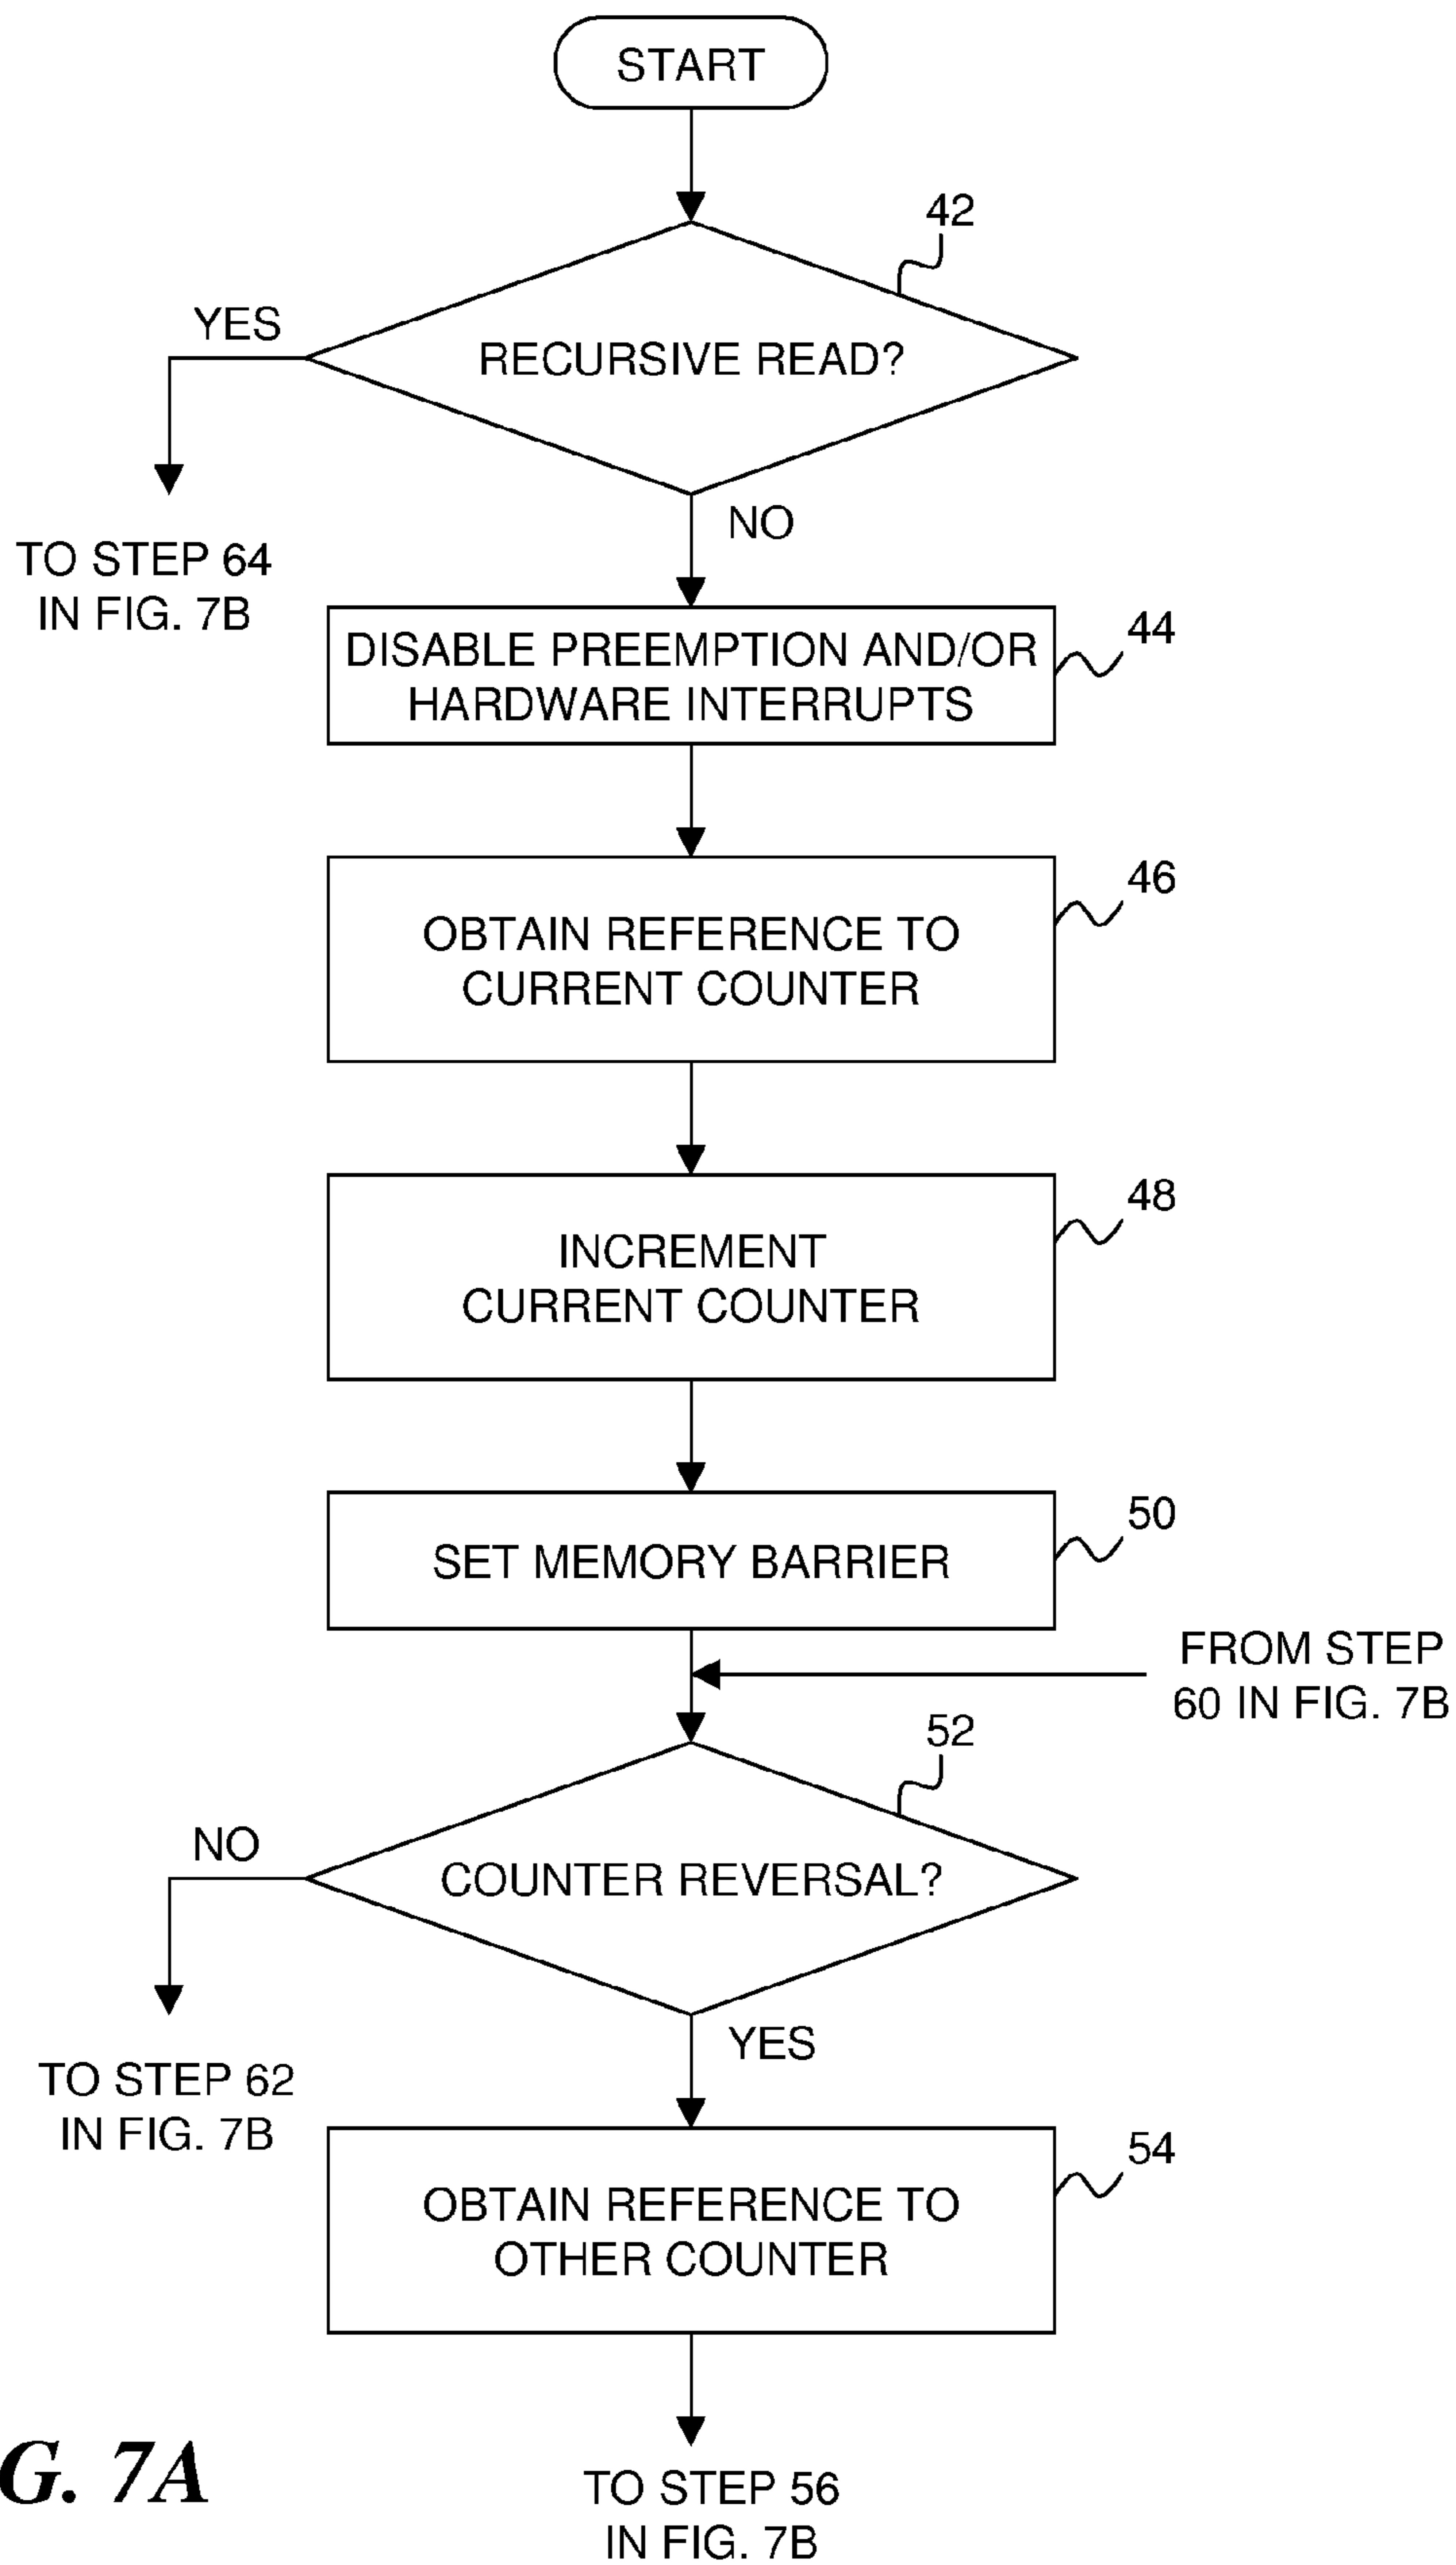 START
42
YES
RECURSIVE READ?
NO
TO STEP 64
IN FIG. 7B
DISABLE PREEMPTION AND/OR
HARDWARE INTERRUPTS
44
46
OBTAIN REFERENCE TO
CURRENT COUNTER
48
INCREMENT
CURRENT COUNTER
50
SET MEMORY BARRIER
FROM STEP
60 IN FIG. 7B
52
NO
COUNTER REVERSAL?
YES
TO STEP 62
IN FIG. 7B
54
OBTAIN REFERENCE TO
OTHER COUNTER
G. 7A
TO STEP 56
IN FIG. 7B